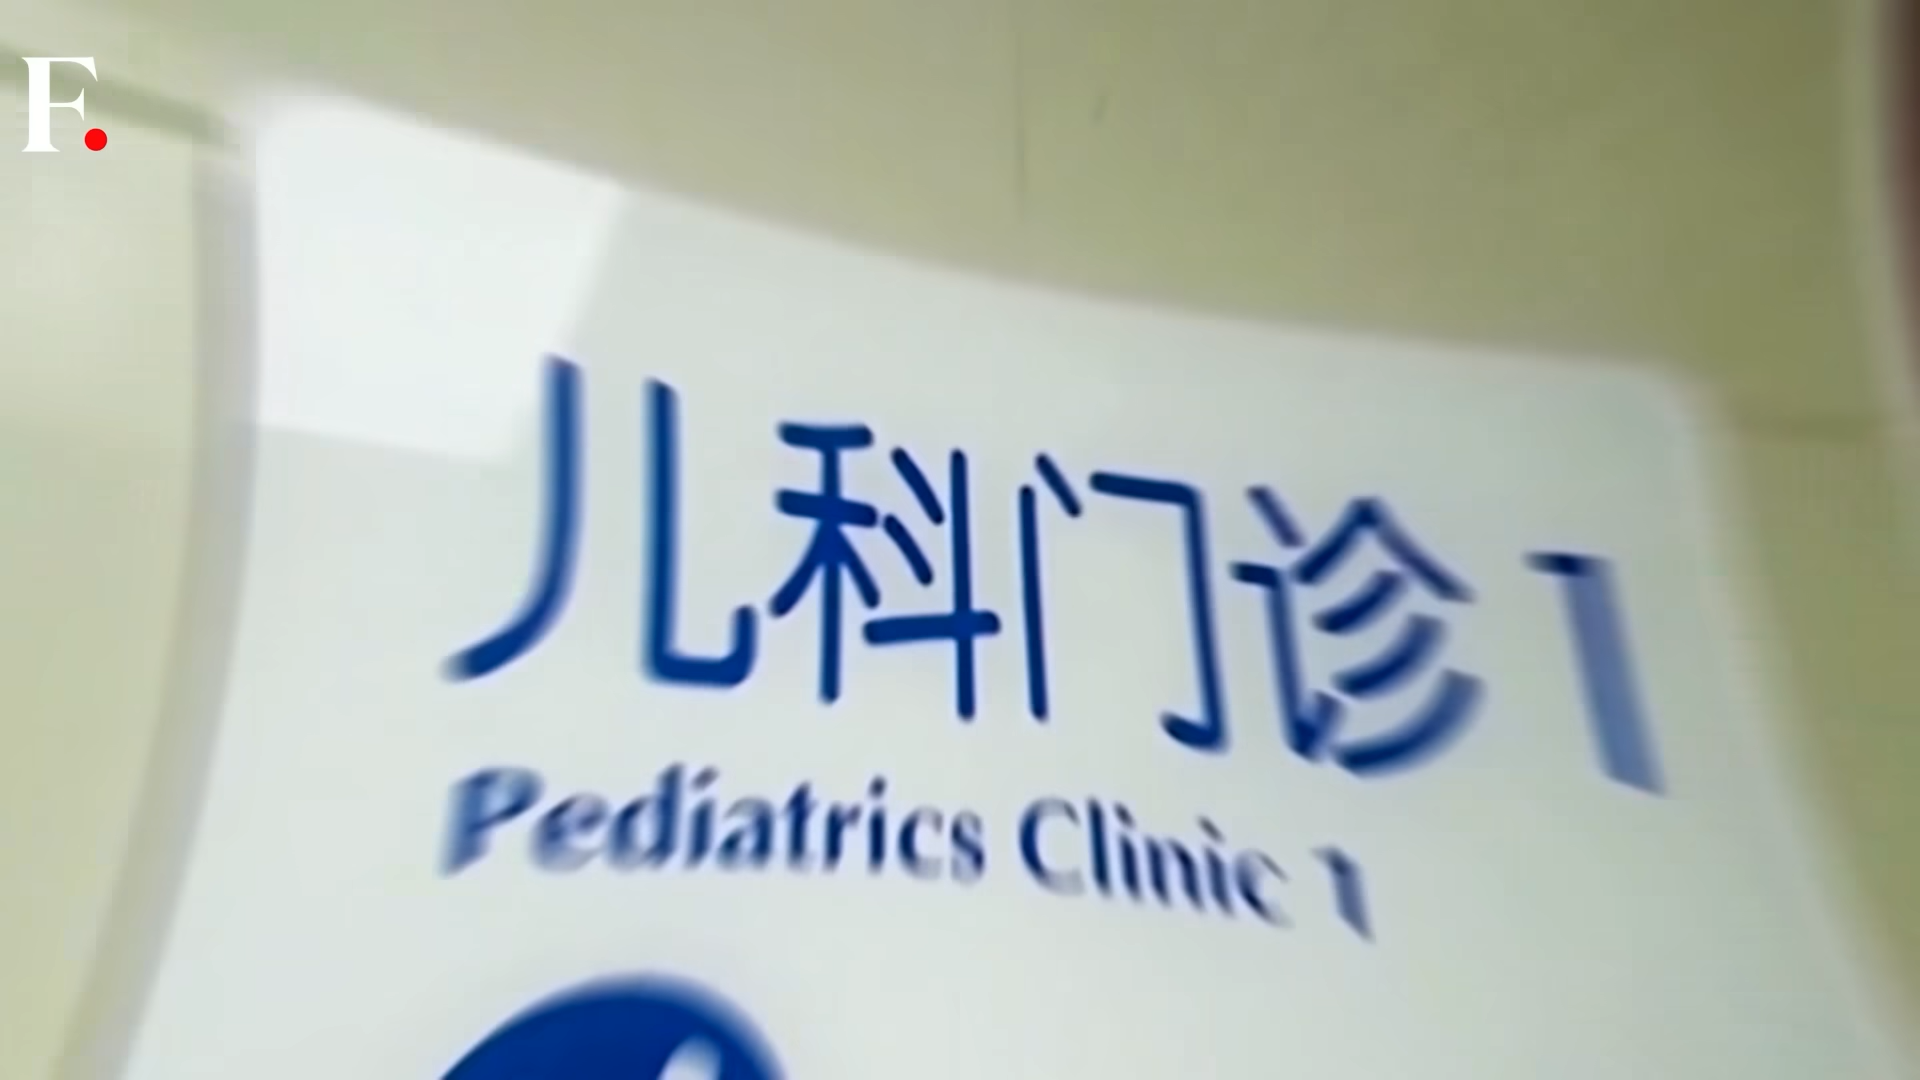 F.
儿科门诊 1
Pediatrics Clinic 1